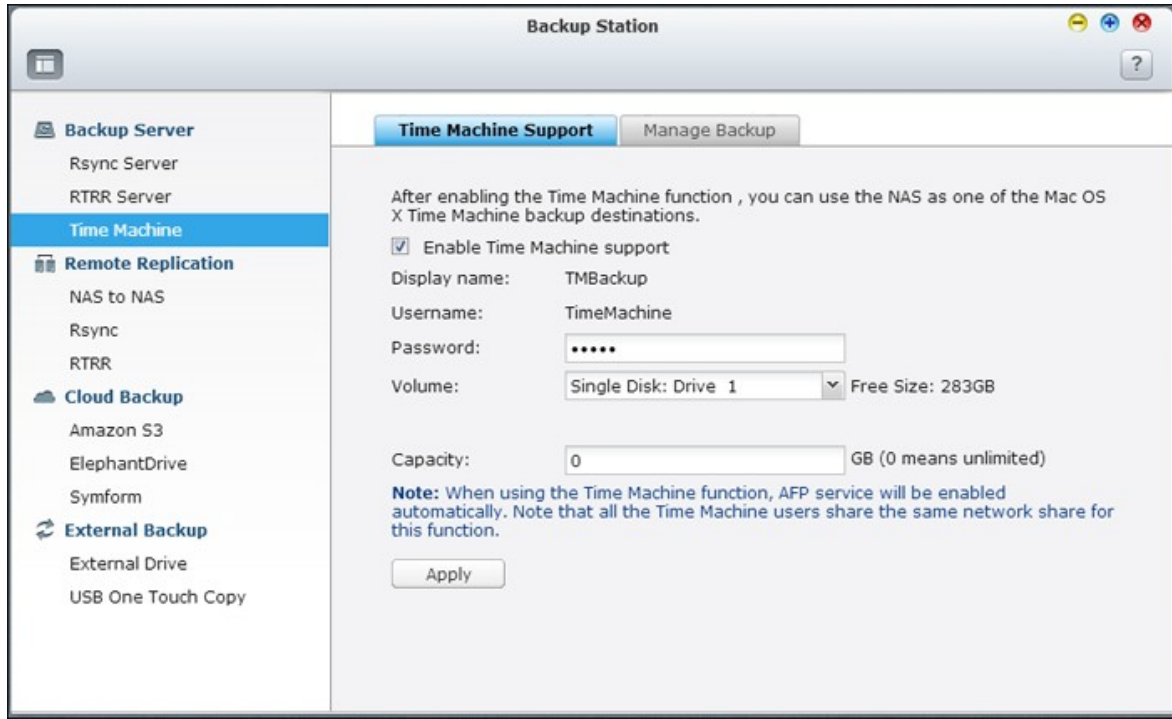 Backup Station
?
Backup Server
Rsync Server
RTRR Server
Time Machine
Remote Replication
NAS to NAS
Rsync
RTRR
Cloud Backup
Amazon S3
ElephantDrive
Symform
External Backup
External Drive
USB One Touch Copy
Time Machine Support
Manage Backup
After enabling the Time Machine function , you can use the NAS as one of the Mac OS
X Time Machine backup destinations.
Enable Time Machine support
Display name: TMBackup
Username: TimeMachine
Password: •••••
Volume: Single Disk: Drive 1 Free Size: 283GB
Capacity: 0 GB (0 means unlimited)
Note: When using the Time Machine function, AFP service will be enabled
automatically. Note that all the Time Machine users share the same network share for
this function.
Apply